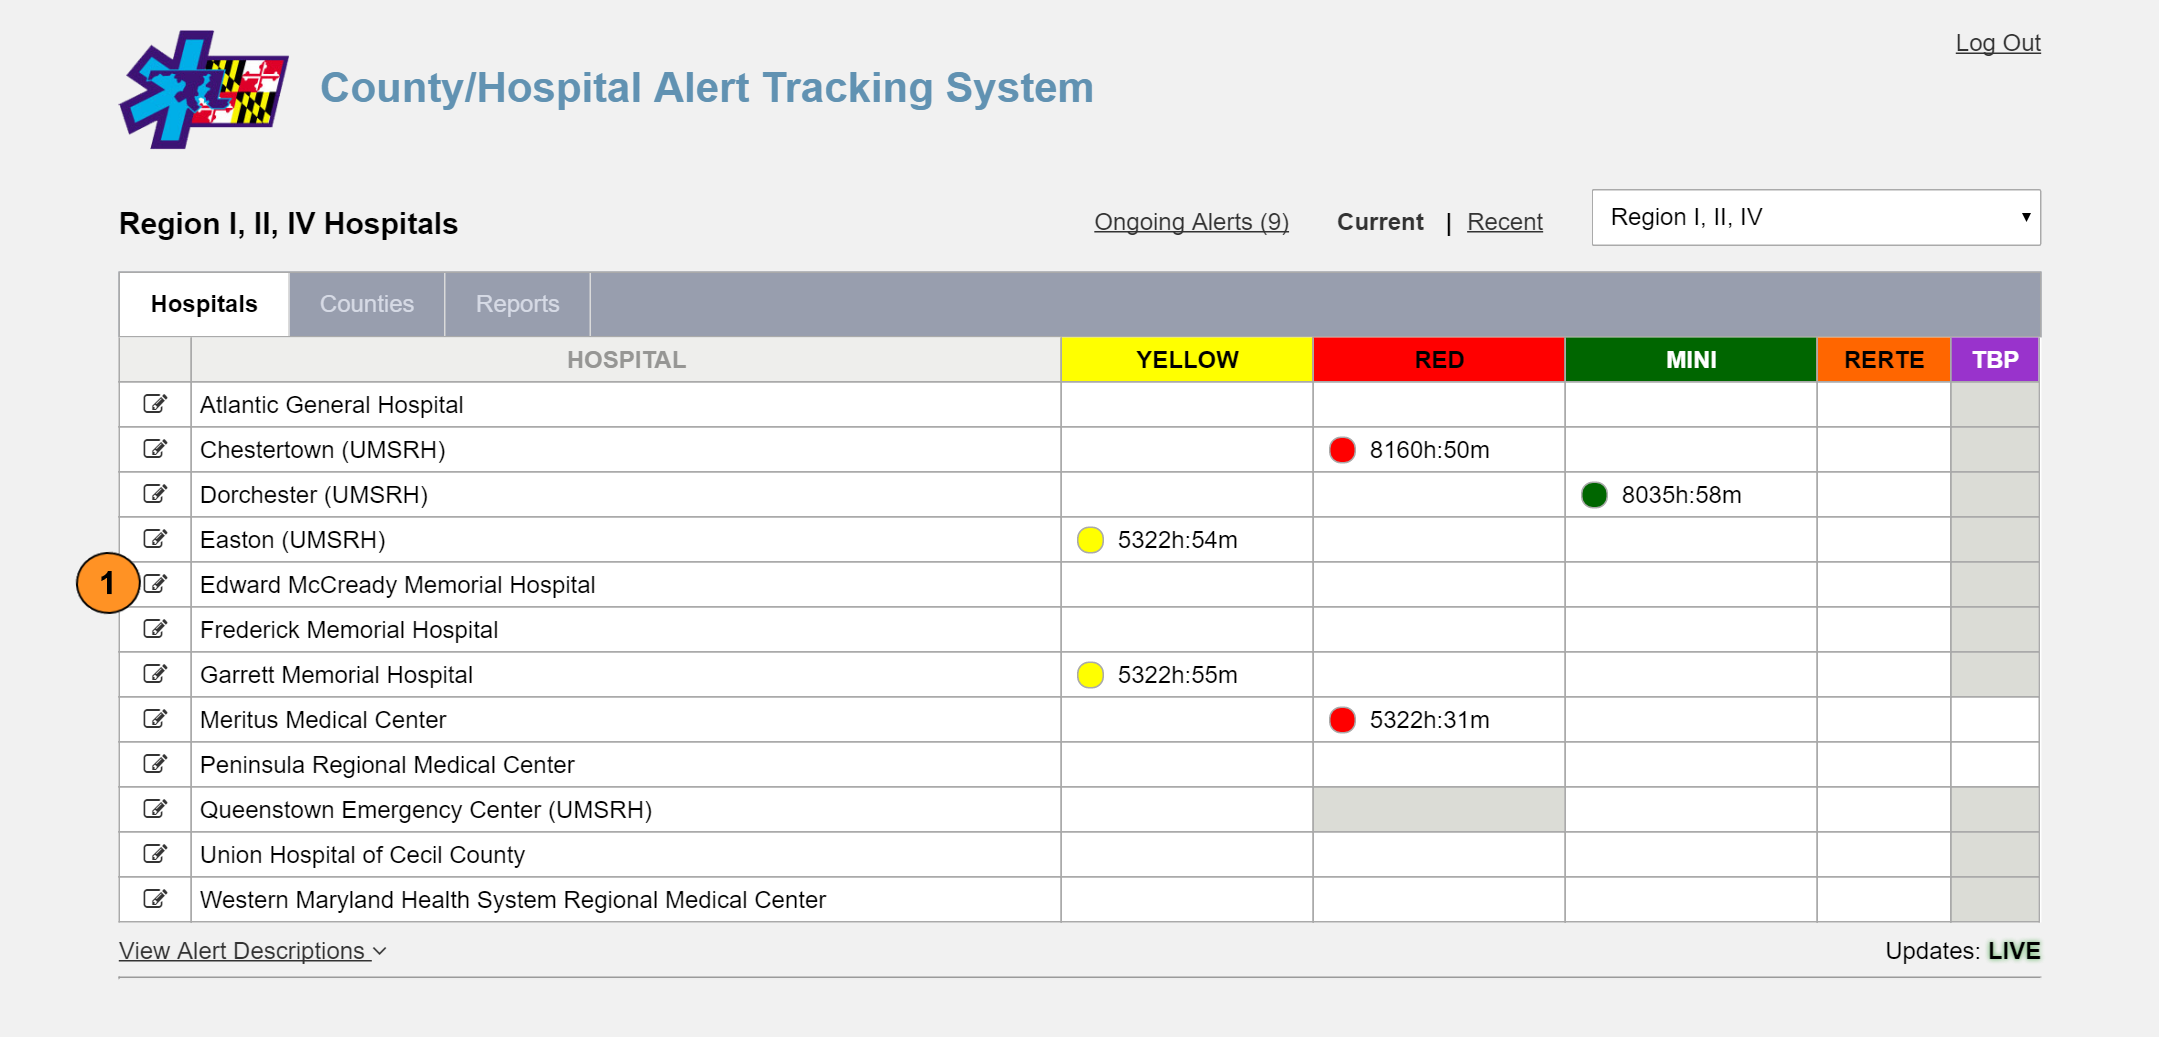 Log Out
County/Hospital Alert Tracking System
Region I, II, IV Hospitals
Ongoing Alerts (9) Current | Recent Region I, II, IV
Hospitals Counties Reports
HOSPITAL YELLOW RED MINI RERTE TBP
Atlantic General Hospital
Chestertown (UMSRH) 8160h:50m
Dorchester (UMSRH) 8035h:58m
Easton (UMSRH) 5322h:54m
1 Edward McCready Memorial Hospital
Frederick Memorial Hospital
Garrett Memorial Hospital 5322h:55m
Meritus Medical Center 5322h:31m
Peninsula Regional Medical Center
Queenstown Emergency Center (UMSRH)
Union Hospital of Cecil County
Western Maryland Health System Regional Medical Center
View Alert Descriptions Updates: LIVE